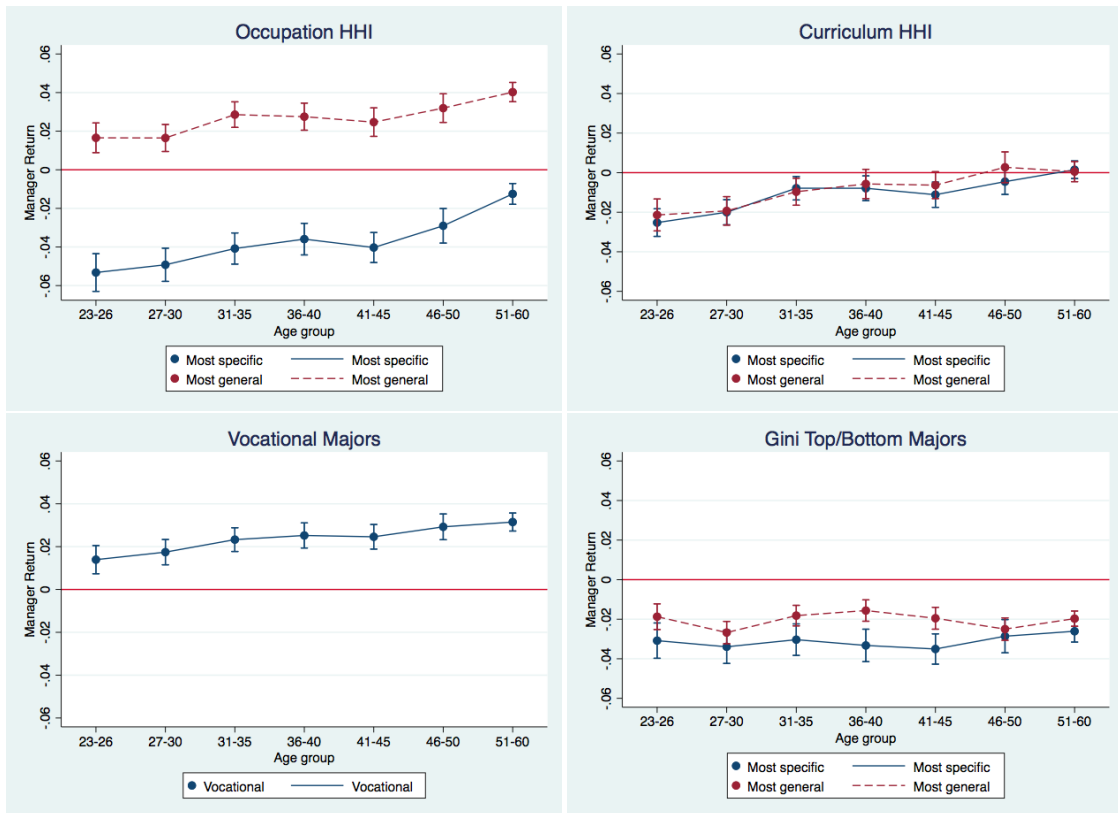 Occupation HHI
Manager Return
.06
.04
.02
0
-.02
-.04
-.06
23-26 27-30 31-35 36-40 41-45 46-50 51-60
Age group
Most specific Most specific
Most general Most general
Curriculum HHI
Manager Return
.06
.04
.02
0
-.02
-.04
-.06
23-26 27-30 31-35 36-40 41-45 46-50 51-60
Age group
Most specific Most specific
Most general Most general
Vocational Majors
Manager Return
.06
.04
.02
0
-.02
-.04
-.06
23-26 27-30 31-35 36-40 41-45 46-50 51-60
Age group
Vocational Vocational
Gini Top/Bottom Majors
Manager Return
.06
.04
.02
0
-.02
-.04
-.06
23-26 27-30 31-35 36-40 41-45 46-50 51-60
Age group
Most specific Most specific
Most general Most general